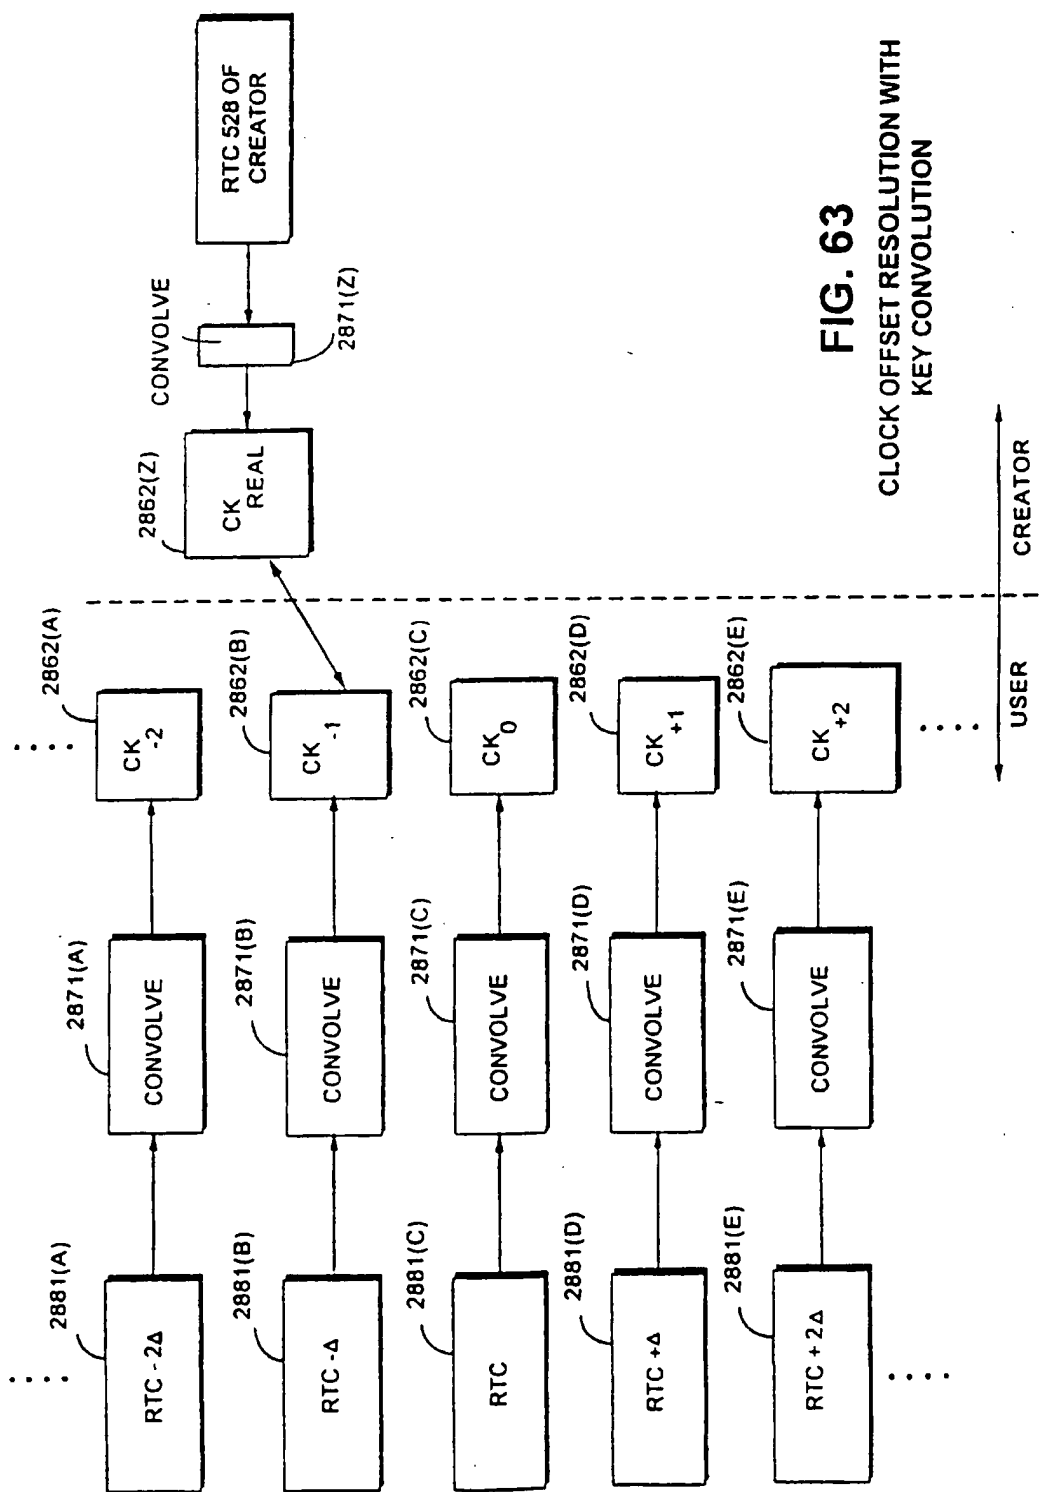 RTC 528 OF
CREATOR
CONVOLVE
2871(Z)
2862(Z)
CK
REAL
2862(A)
CK
-2
2871(A)
CONVOLVE
2881(A)
RTC - 2Δ
2862(B)
CK
-1
2871(B)
CONVOLVE
2881(B)
RTC -Δ
2862(C)
CK
0
2871(C)
CONVOLVE
2881(C)
RTC
2862(D)
CK
+1
2871(D)
CONVOLVE
2881(D)
RTC +Δ
2862(E)
CK
+2
2871(E)
CONVOLVE
2881(E)
RTC + 2Δ
USER
CREATOR
FIG. 63
CLOCK OFFSET RESOLUTION WITH
KEY CONVOLUTION